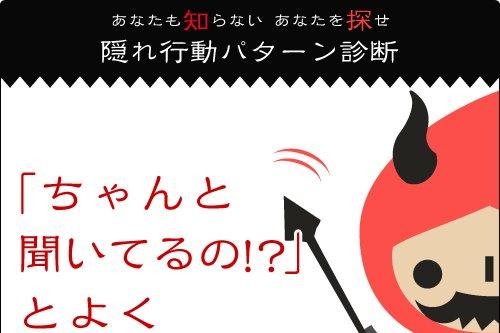 あなたも知らない あなたを探せ
隠れ行動パターン診断
「ちゃんと
聞いてるの!?」
とよく